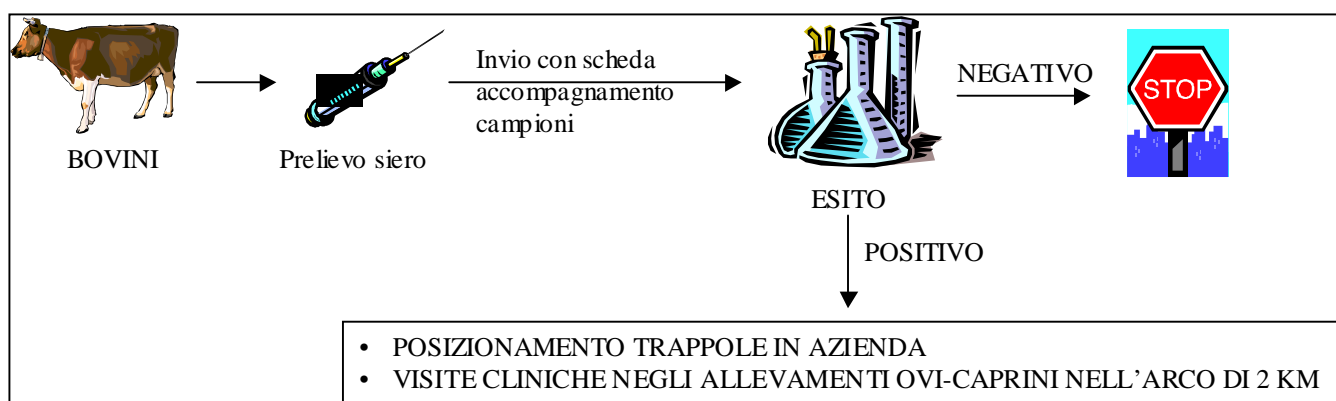 BOVINI
Prelievo siero
Invio con scheda
accompagnamento
campioni
ESITO
NEGATIVO
STOP
POSITIVO
• POSIZIONAMENTO TRAPPOLE IN AZIENDA
• VISITE CLINICHE NEGLI ALLEVAMENTI OVI-CAPRINI NELL’ARCO DI 2 KM